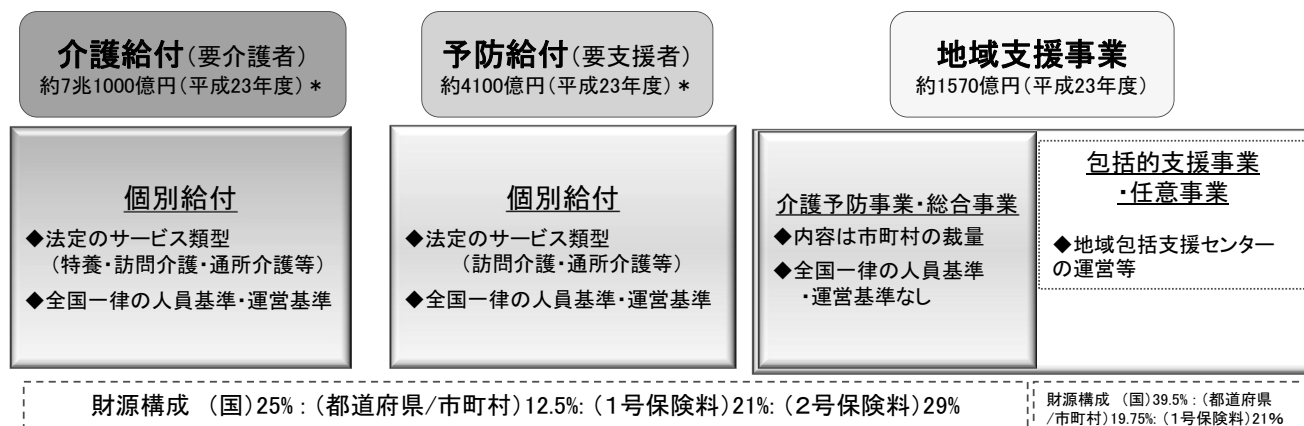 介護給付(要介護者)
約7兆1000億円(平成23年度)*
予防給付(要支援者)
約4100億円(平成23年度)*
地域支援事業
約1570億円(平成23年度)
個別給付
◆法定のサービス類型
(特養・訪問介護・通所介護等)
◆全国一律の人員基準・運営基準
個別給付
◆法定のサービス類型
(訪問介護・通所介護等)
◆全国一律の人員基準・運営基準
介護予防事業・総合事業
◆内容は市町村の裁量
◆全国一律の人員基準
・運営基準なし
包括的支援事業
・任意事業
◆地域包括支援センター
の運営等
財源構成 (国)25% : (都道府県/市町村)12.5%: (1号保険料)21%: (2号保険料)29%
財源構成 (国)39.5% : (都道府県
/市町村)19.75%: (1号保険料)21%